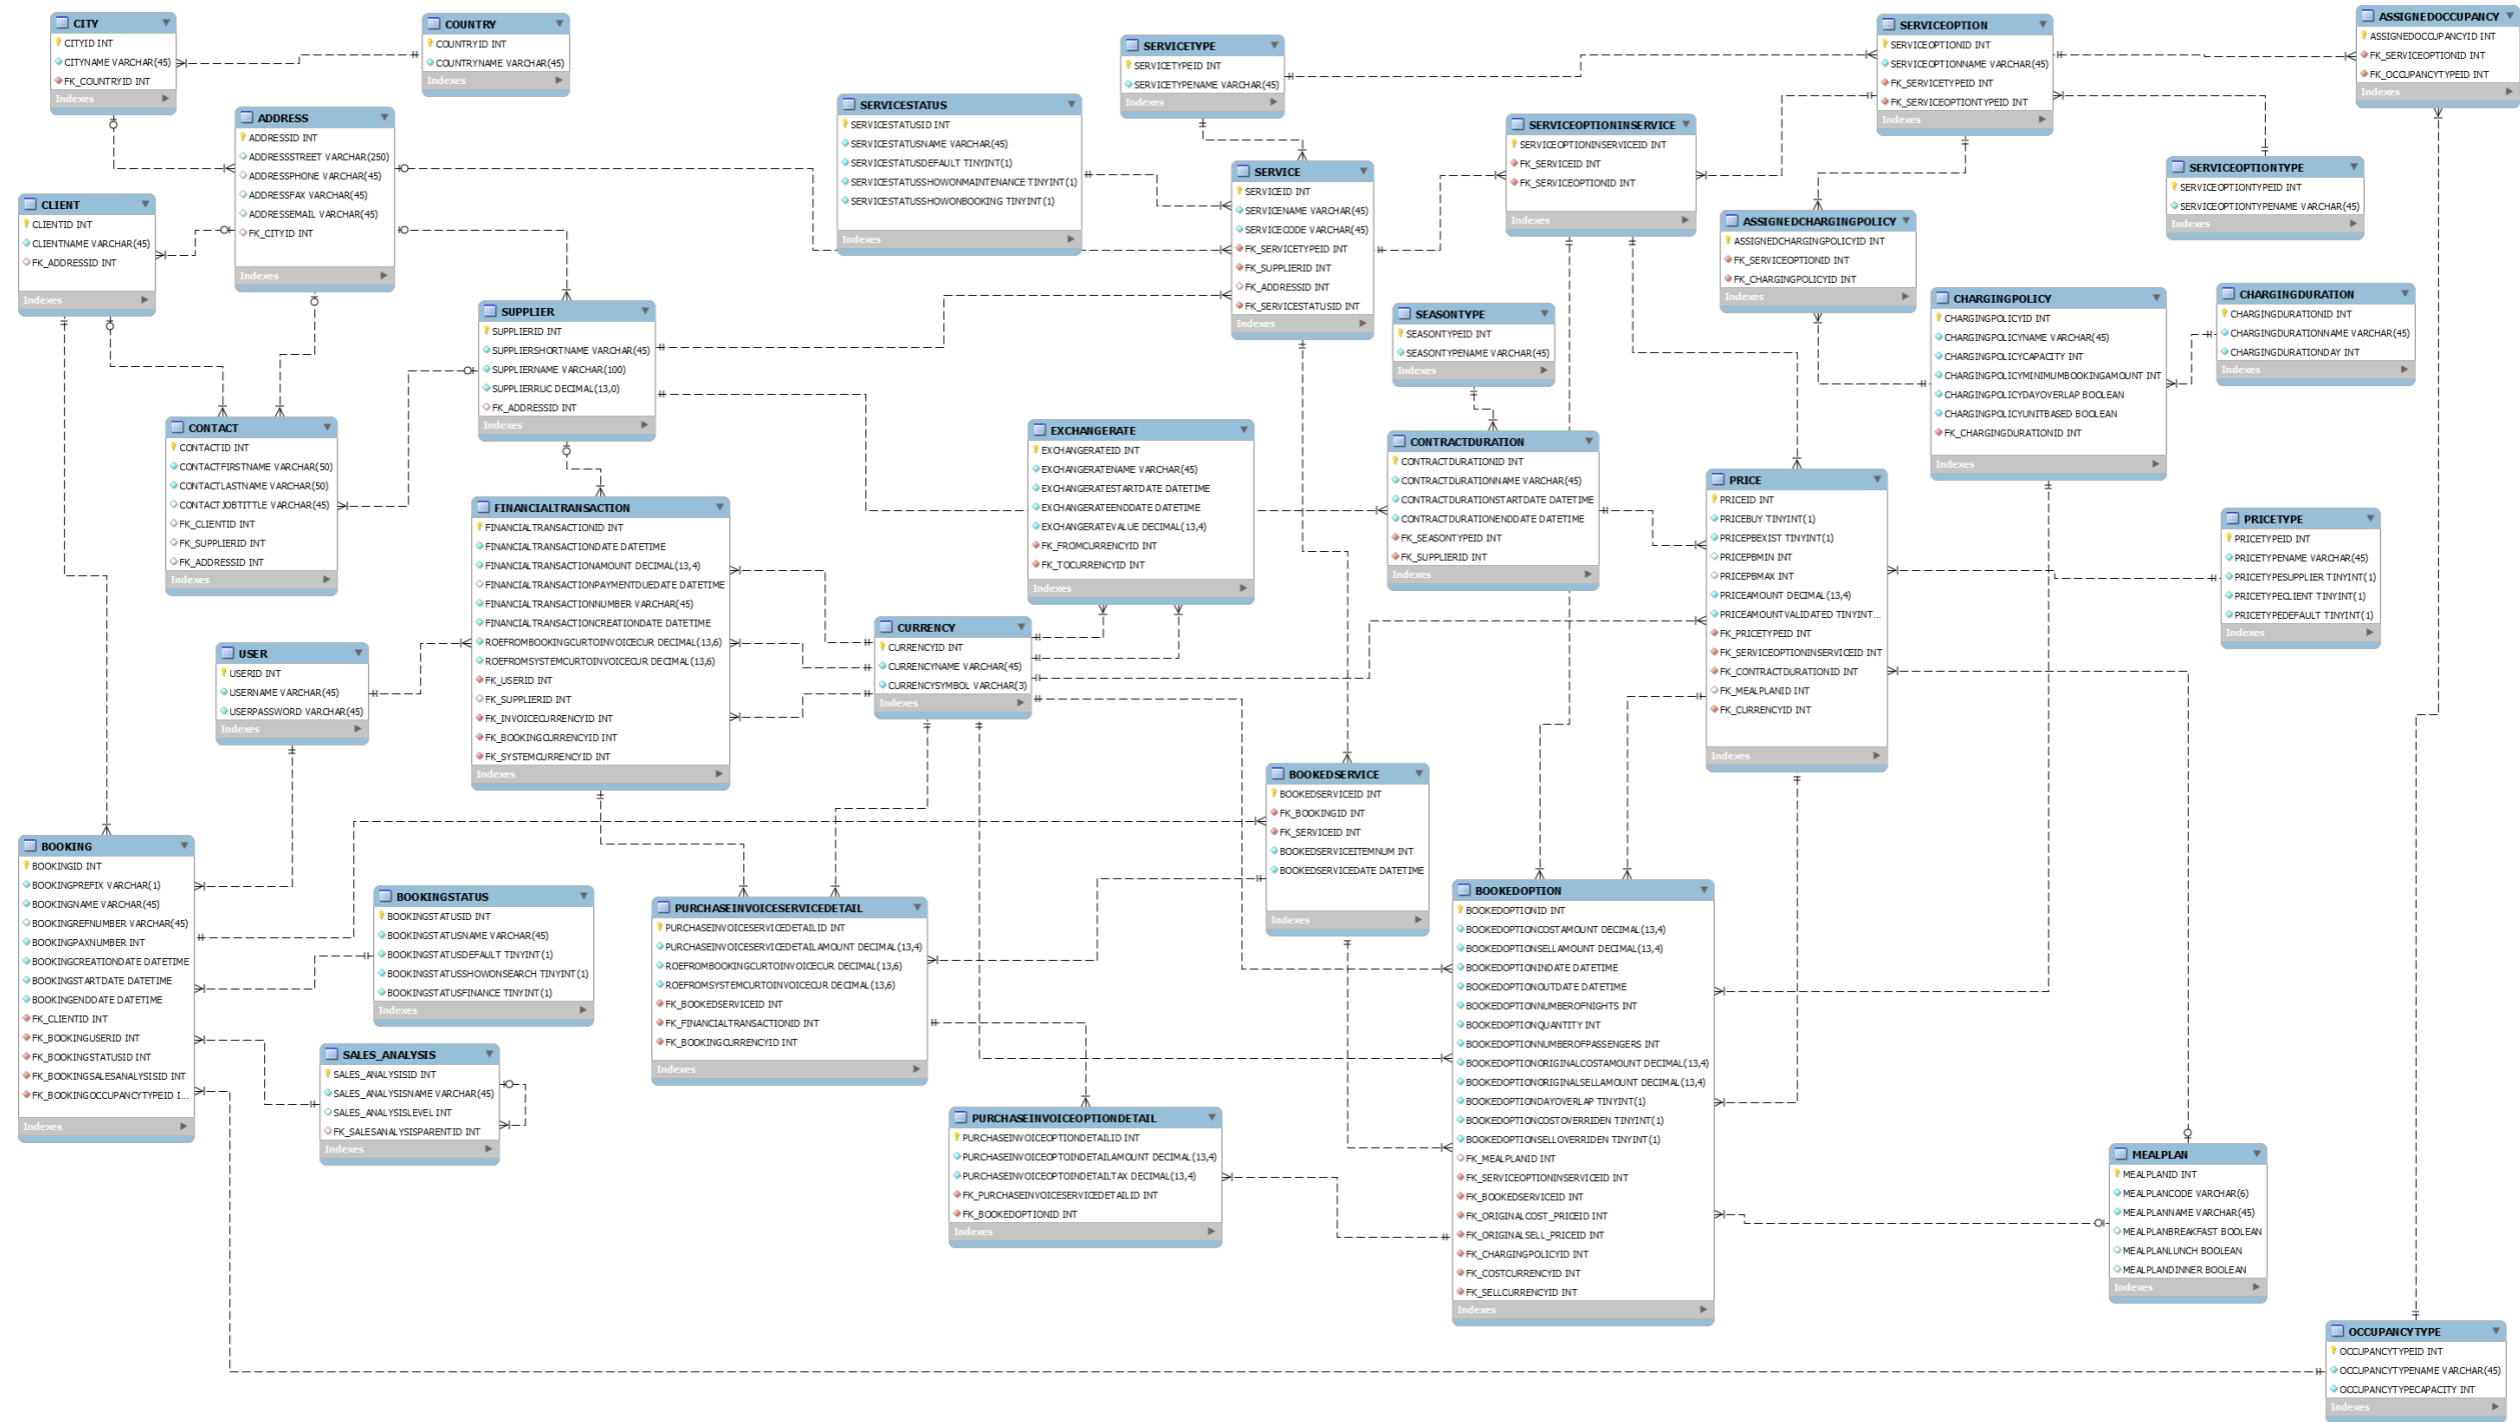 CITY
CITYID INT
CITYNAME VARCHAR(45)
FK_COUNTRYID INT
Indexes
COUNTRY
COUNTRYID INT
COUNTRYNAME VARCHAR(45)
Indexes
ADDRESS
ADDRESSID INT
ADDRESSSTREET VARCHAR(250)
ADDRESSPHONE VARCHAR(45)
ADDRESSFAX VARCHAR(45)
ADDRESSEMAIL VARCHAR(45)
FK_CITYID INT
Indexes
CLIENT
CLIENTID INT
CLIENTNAME VARCHAR(45)
FK_ADDRESSID INT
Indexes
SERVICESTATUS
SERVICESTATUSID INT
SERVICESTATUSNAME VARCHAR(45)
SERVICESTATUSDEFAULT TINYINT(1)
SERVICESTATUSSHOWONMAINTENANCE TINYINT(1)
SERVICESTATUSSHOWONBOOKING TINYINT(1)
Indexes
SERVICETYPE
SERVICETYPEID INT
SERVICETYPENAME VARCHAR(45)
Indexes
SERVICE
SERVICEID INT
SERVICENAME VARCHAR(45)
SERVICECODE VARCHAR(45)
FK_SERVICETYPEID INT
FK_SUPPLIERID INT
FK_ADDRESSID INT
FK_SERVICESTATUSID INT
Indexes
SERVICEOPTIONINSERVICE
SERVICEOPTIONINSERVICEID INT
FK_SERVICEID INT
FK_SERVICEOPTIONID INT
Indexes
SERVICEOPTION
SERVICEOPTIONID INT
SERVICEOPTIONNAME VARCHAR(45)
FK_SERVICETYPEID INT
FK_SERVICEOPTIONTYPEID INT
Indexes
ASSIGNEDOCCUPANCY
ASSIGNEDOCCUPANCYID INT
FK_SERVICEOPTIONID INT
FK_OCCUPANCYTYPEID INT
Indexes
SERVICEOPTIONTYPE
SERVICEOPTIONTYPEID INT
SERVICEOPTIONTYPENAME VARCHAR(45)
Indexes
ASSIGNEDCHARGINGPOLICY
ASSIGNEDCHARGINGPOLICYID INT
FK_SERVICEOPTIONID INT
FK_CHARGINGPOLICYID INT
Indexes
CHARGINGPOLICY
CHARGINGPOLICYID INT
CHARGINGPOLICYNAME VARCHAR(45)
CHARGINGPOLICYCAPACITY INT
CHARGINGPOLICYMINIMUMBOOKINGAMOUNT INT
CHARGINGPOLICYDAYOVERLAP BOOLEAN
CHARGINGPOLICYUNITBASED BOOLEAN
FK_CHARGINGDURATIONID INT
Indexes
CHARGINGDURATION
CHARGINGDURATIONID INT
CHARGINGDURATIONNAME VARCHAR(45)
CHARGINGDURATIONDAY INT
Indexes
SUPPLIER
SUPPLIERID INT
SUPPLIERSHORTNAME VARCHAR(45)
SUPPLIERNAME VARCHAR(100)
SUPPLIERRUC DECIMAL(13,0)
FK_ADDRESSID INT
Indexes
SEASONTYPE
SEASONTYPEID INT
SEASONTYPENAME VARCHAR(45)
Indexes
CONTACT
CONTACTID INT
CONTACTFIRSTNAME VARCHAR(50)
CONTACTLASTNAME VARCHAR(50)
CONTACTJOBTITTLE VARCHAR(45)
FK_CLIENTID INT
FK_SUPPLIERID INT
FK_ADDRESSID INT
Indexes
EXCHANGERATE
EXCHANGERATEID INT
EXCHANGERATENAME VARCHAR(45)
EXCHANGERATESTARTDATE DATETIME
EXCHANGERATEENDDATE DATETIME
EXCHANGERATEVALUE DECIMAL(13,4)
FK_FROMCURRENCYID INT
FK_TOCURRENCYID INT
Indexes
CONTRACTDURATION
CONTRACTDURATIONID INT
CONTRACTDURATIONNAME VARCHAR(45)
CONTRACTDURATIONSTARTDATE DATETIME
CONTRACTDURATIONENDDATE DATETIME
FK_SEASONTYPEID INT
FK_SUPPLIERID INT
Indexes
PRICE
PRICEID INT
PRICEBUY TINYINT(1)
PRICEPBEXIST TINYINT(1)
PRICEPBMIN INT
PRICEPBMAX INT
PRICEAMOUNT DECIMAL(13,4)
PRICEAMOUNTVALIDATED TINYINT...
FK_PRICETYPEID INT
FK_SERVICEOPTIONINSERVICEID INT
FK_CONTRACTDURATIONID INT
FK_MEALPLANID INT
FK_CURRENCYID INT
Indexes
PRICETYPE
PRICETYPEID INT
PRICETYPENAME VARCHAR(45)
PRICETYPESUPPLIER TINYINT(1)
PRICETYPECLIENT TINYINT(1)
PRICETYPEDEFAULT TINYINT(1)
Indexes
FINANCIALTRANSACTION
FINANCIALTRANSACTIONID INT
FINANCIALTRANSACTIONDATE DATETIME
FINANCIALTRANSACTIONAMOUNT DECIMAL(13,4)
FINANCIALTRANSACTIONPAYMENTDUEDATE DATETIME
FINANCIALTRANSACTIONNUMBER VARCHAR(45)
FINANCIALTRANSACTIONCREATIONDATE DATETIME
ROEFROMBOOKINGCURTOINVOICECUR DECIMAL(13,6)
ROEFROMSYSTEMCURTOINVOICECUR DECIMAL(13,6)
FK_USERID INT
FK_SUPPLIERID INT
FK_INVOICECURRENCYID INT
FK_BOOKINGCURRENCYID INT
FK_SYSTEMCURRENCYID INT
Indexes
CURRENCY
CURRENCYID INT
CURRENCYNAME VARCHAR(45)
CURRENCYSYMBOL VARCHAR(3)
Indexes
USER
USERID INT
USERNAME VARCHAR(45)
USERPASSWORD VARCHAR(45)
Indexes
BOOKEDSERVICE
BOOKEDSERVICEID INT
FK_BOOKINGID INT
FK_SERVICEID INT
BOOKEDSERVICEITEMNUM INT
BOOKEDSERVICEDATE DATETIME
Indexes
BOOKING
BOOKINGID INT
BOOKINGPREFIX VARCHAR(1)
BOOKINGNAME VARCHAR(45)
BOOKINGREFNUMBER VARCHAR(45)
BOOKINGPAXNUMBER INT
BOOKINGCREATIONDATE DATETIME
BOOKINGSTARTDATE DATETIME
BOOKINGENDDATE DATETIME
FK_CLIENTID INT
FK_BOOKINGUSERID INT
FK_BOOKINGSTATUSID INT
FK_BOOKINGSALESANALYSISID INT
FK_BOOKINGOCCUPANCYTYPEID I...
Indexes
BOOKINGSTATUS
BOOKINGSTATUSID INT
BOOKINGSTATUSNAME VARCHAR(45)
BOOKINGSTATUSDEFAULT TINYINT(1)
BOOKINGSTATUSSHOWONSEARCH TINYINT(1)
BOOKINGSTATUSFINANCE TINYINT(1)
Indexes
SALES_ANALYSIS
SALES_ANALYSISID INT
SALES_ANALYSISNAME VARCHAR(45)
SALES_ANALYSISLEVEL INT
FK_SALESANALYSISPARENTID INT
Indexes
PURCHASEINVOICESERVICEDETAIL
PURCHASEINVOICESERVICEDETAILID INT
PURCHASEINVOICESERVICEDETAILAMOUNT DECIMAL(13,4)
ROEFROMBOOKINGCURTOINVOICECUR DECIMAL(13,6)
ROEFROMSYSTEMCURTOINVOICECUR DECIMAL(13,6)
FK_BOOKEDSERVICEID INT
FK_FINANCIALTRANSACTIONID INT
FK_BOOKINGCURRENCYID INT
Indexes
PURCHASEINVOICEOPTIONDETAIL
PURCHASEINVOICEOPTIONDETAILID INT
PURCHASEINVOICEOPTOINDETAILAMOUNT DECIMAL(13,4)
PURCHASEINVOICEOPTOINDETAILTAX DECIMAL(13,4)
FK_PURCHASEINVOICESERVICEDETAILID INT
FK_BOOKEDOPTIONID INT
Indexes
BOOKEDOPTION
BOOKEDOPTIONID INT
BOOKEDOPTIONCOSTAMOUNT DECIMAL(13,4)
BOOKEDOPTIONSELLAMOUNT DECIMAL(13,4)
BOOKEDOPTIONINDATE DATETIME
BOOKEDOPTIONOUTDATE DATETIME
BOOKEDOPTIONNUMBEROFNIGHTS INT
BOOKEDOPTIONQUANTITY INT
BOOKEDOPTIONNUMBEROFPASSENGERS INT
BOOKEDOPTIONORIGINALCOSTAMOUNT DECIMAL(13,4)
BOOKEDOPTIONORIGINALSELLAMOUNT DECIMAL(13,4)
BOOKEDOPTIONDAYOVERLAP TINYINT(1)
BOOKEDOPTIONCOSTOVERRIDEN TINYINT(1)
BOOKEDOPTIONSELLOVERRIDEN TINYINT(1)
FK_MEALPLANID INT
FK_SERVICEOPTIONINSERVICEID INT
FK_BOOKEDSERVICEID INT
FK_ORIGINALCOST_PRICEID INT
FK_ORIGINALSELL_PRICEID INT
FK_CHARGINGPOLICYID INT
FK_COSTCURRENCYID INT
FK_SELLCURRENCYID INT
Indexes
MEALPLAN
MEALPLANID INT
MEALPLANCODE VARCHAR(6)
MEALPLANNAME VARCHAR(45)
MEALPLANBREAKFAST BOOLEAN
MEALPLANLUNCH BOOLEAN
MEALPLANDINNER BOOLEAN
Indexes
OCCUPANCYTYPE
OCCUPANCYTYPEID INT
OCCUPANCYTYPENAME VARCHAR(45)
OCCUPANCYTYPECAPACITY INT
Indexes